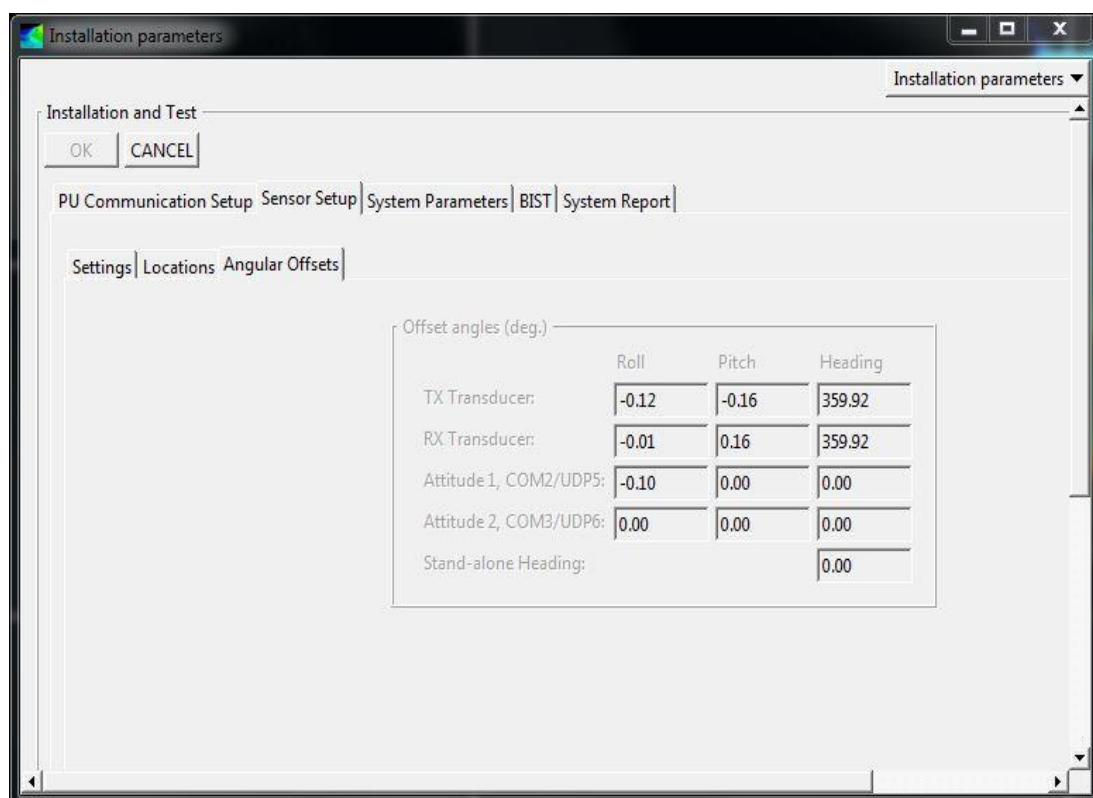 Installation parameters
Installation parameters
Installation and Test
OK CANCEL
PU Communication Setup Sensor Setup System Parameters BIST System Report
Settings Locations Angular Offsets
Offset angles (deg.)
Roll Pitch Heading
TX Transducer: -0.12 -0.16 359.92
RX Transducer: -0.01 0.16 359.92
Attitude 1, COM2/UDP5: -0.10 0.00 0.00
Attitude 2, COM3/UDP6: 0.00 0.00 0.00
Stand-alone Heading: 0.00